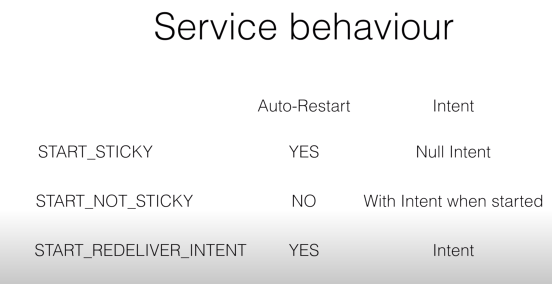 Service behaviour
Auto-Restart Intent
START_STICKY YES Null Intent
START_NOT_STICKY NO With Intent when started
START_REDELIVER_INTENT YES Intent